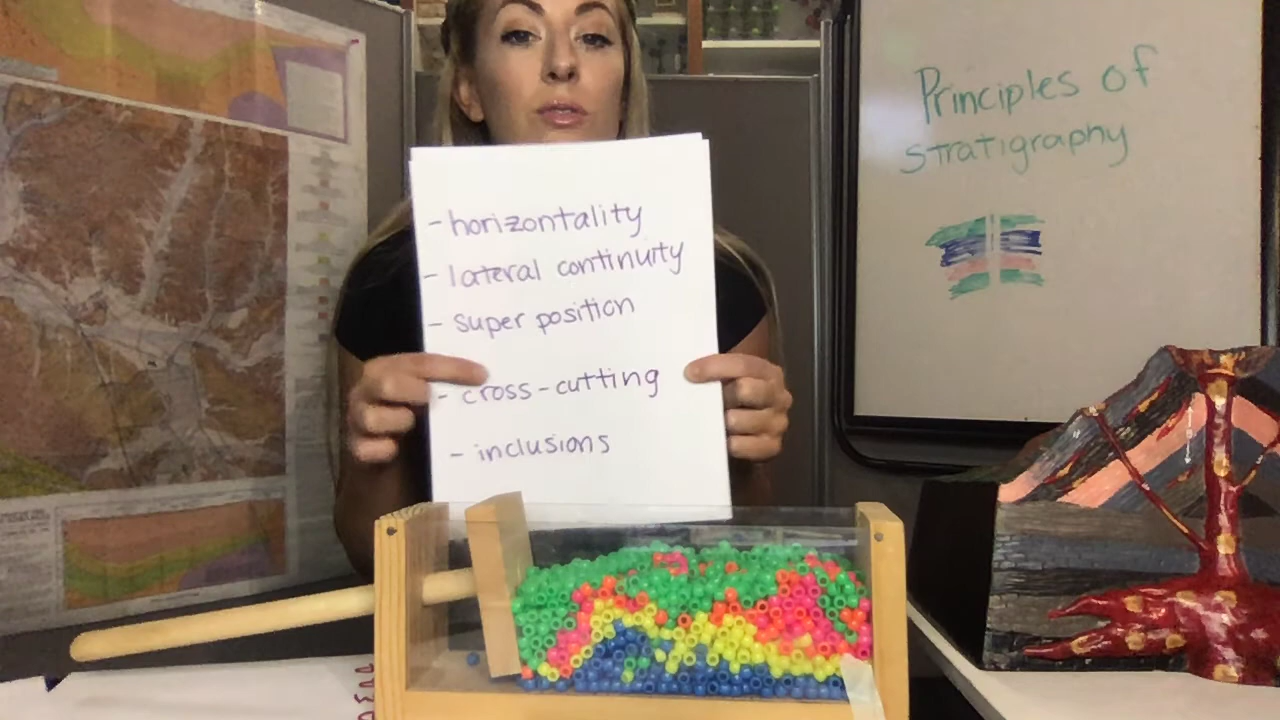 - horizontality
- lateral continuity
- super position
- cross-cutting
- inclusions
Principles of
stratigraphy